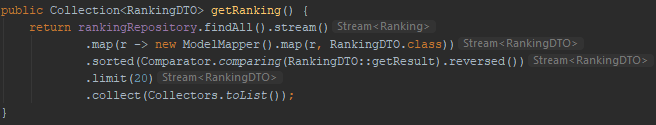 public Collection<RankingDTO> getRanking() {
return rankingRepository.findAll().stream() Stream<Ranking>
.map(r -> new ModelMapper().map(r, RankingDTO.class)) Stream<RankingDTO>
.sorted(Comparator.comparing(RankingDTO::getResult).reversed()) Stream<RankingDTO>
.limit(20) Stream<RankingDTO>
.collect(Collectors.toList());
}